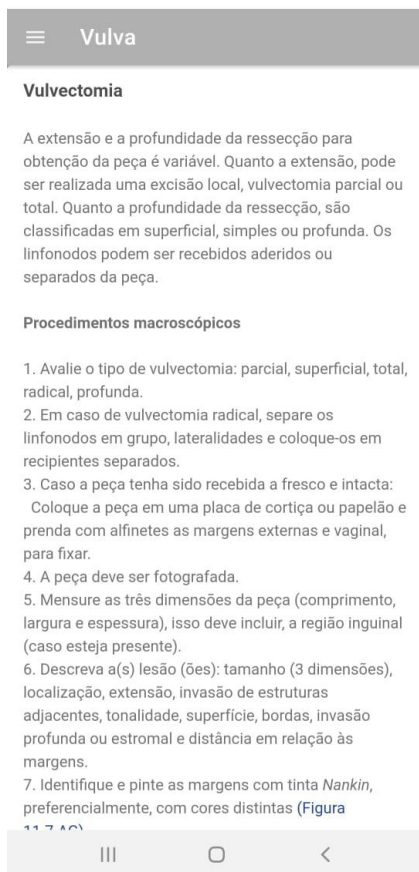 Vulva
Vulvectomia
A extensão e a profundidade da ressecção para
obtenção da peça é variável. Quanto a extensão, pode
ser realizada uma excisão local, vulvectomia parcial ou
total. Quanto a profundidade da ressecção, são
classificadas em superficial, simples ou profunda. Os
linfonodos podem ser recebidos aderidos ou
separados da peça.
Procedimentos macroscópicos
1. Avalie o tipo de vulvectomia: parcial, superficial, total,
radical, profunda.
2. Em caso de vulvectomia radical, separe os
linfonodos em grupo, lateralidades e coloque-os em
recipientes separados.
3. Caso a peça tenha sido recebida a fresco e intacta:
Coloque a peça em uma placa de cortiça ou papelão e
prenda com alfinetes as margens externas e vaginal,
para fixar.
4. A peça deve ser fotografada.
5. Mensure as três dimensões da peça (comprimento,
largura e espessura), isso deve incluir, a região inguinal
(caso esteja presente).
6. Descreva a(s) lesão (ões): tamanho (3 dimensões),
localização, extensão, invasão de estruturas
adjacentes, tonalidade, superfície, bordas, invasão
profunda ou estromal e distância em relação às
margens.
7. Identifique e pinte as margens com tinta Nankin,
preferencialmente, com cores distintas (Figura